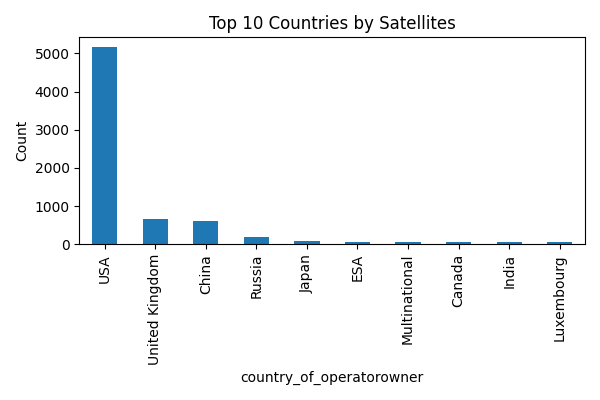 Top 10 Countries by Satellites
Count
5000
4000
3000
2000
1000
0
USA
United Kingdom
China
Russia
Japan
ESA
Multinational
Canada
India
Luxembourg
country_of_operatorowner